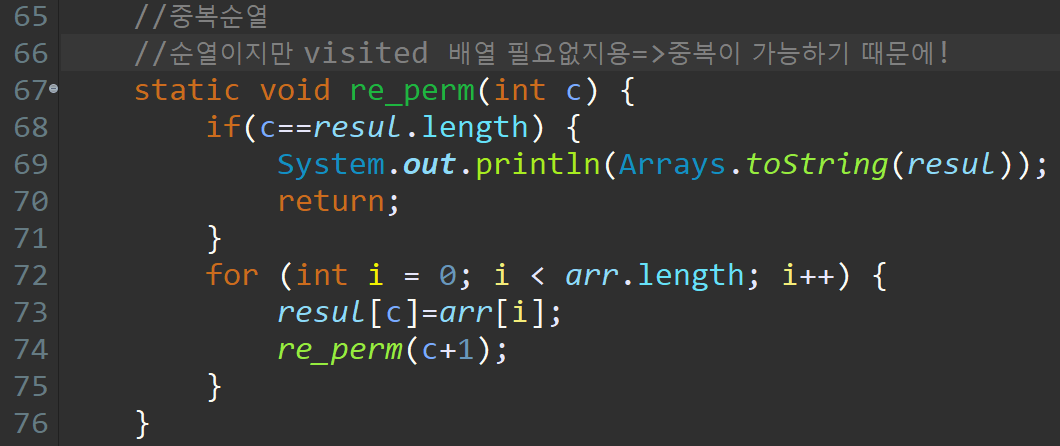 65 //중복순열
66 //순열이지만 visited 배열 필요없지용=>중복이 가능하기 때문에!
67 static void re_perm(int c) {
68 if(c==resul.length) {
69 System.out.println(Arrays.toString(resul));
70 return;
71 }
72 for (int i = 0; i < arr.length; i++) {
73 resul[c]=arr[i];
74 re_perm(c+1);
75 }
76 }